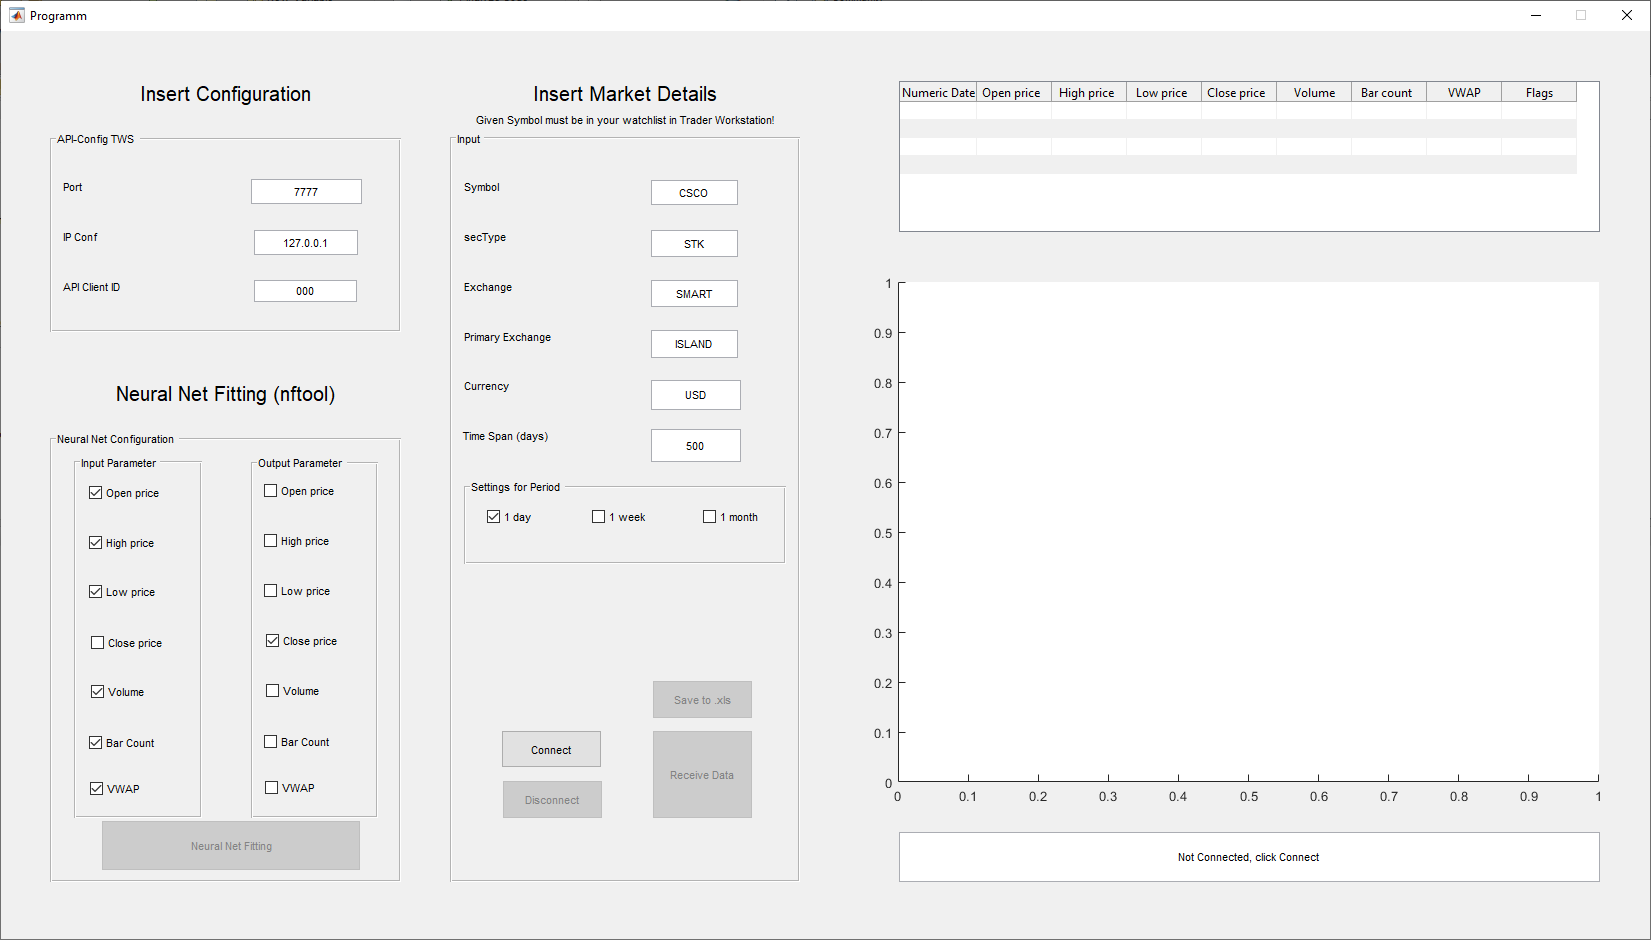 Programm
Insert Configuration
API-Config TWS
Port
7777
IP Conf
127.0.0.1
API Client ID
000
Neural Net Fitting (nftool)
Neural Net Configuration
Input Parameter
Open price
High price
Low price
Close price
Volume
Bar Count
VWAP
Output Parameter
Open price
High price
Low price
Close price
Volume
Bar Count
VWAP
Neural Net Fitting
Insert Market Details
Given Symbol must be in your watchlist in Trader Workstation!
Input
Symbol
CSCO
secType
STK
Exchange
SMART
Primary Exchange
ISLAND
Currency
USD
Time Span (days)
500
Settings for Period
1 day
1 week
1 month
Save to .xls
Connect
Receive Data
Disconnect
Numeric Date Open price High price Low price Close price Volume Bar count VWAP Flags
1
0.9
0.8
0.7
0.6
0.5
0.4
0.3
0.2
0.1
0
0 0.1 0.2 0.3 0.4 0.5 0.6 0.7 0.8 0.9 1
Not Connected, click Connect